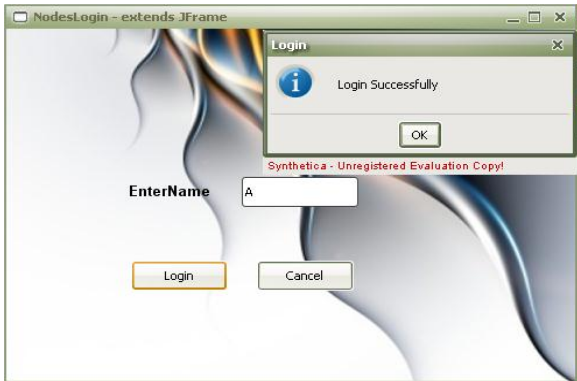 NodesLogin - extends JFrame
Login
Login Successfully
OK
Synthetica - Unregistered Evaluation Copy!
EnterName
A
Login
Cancel